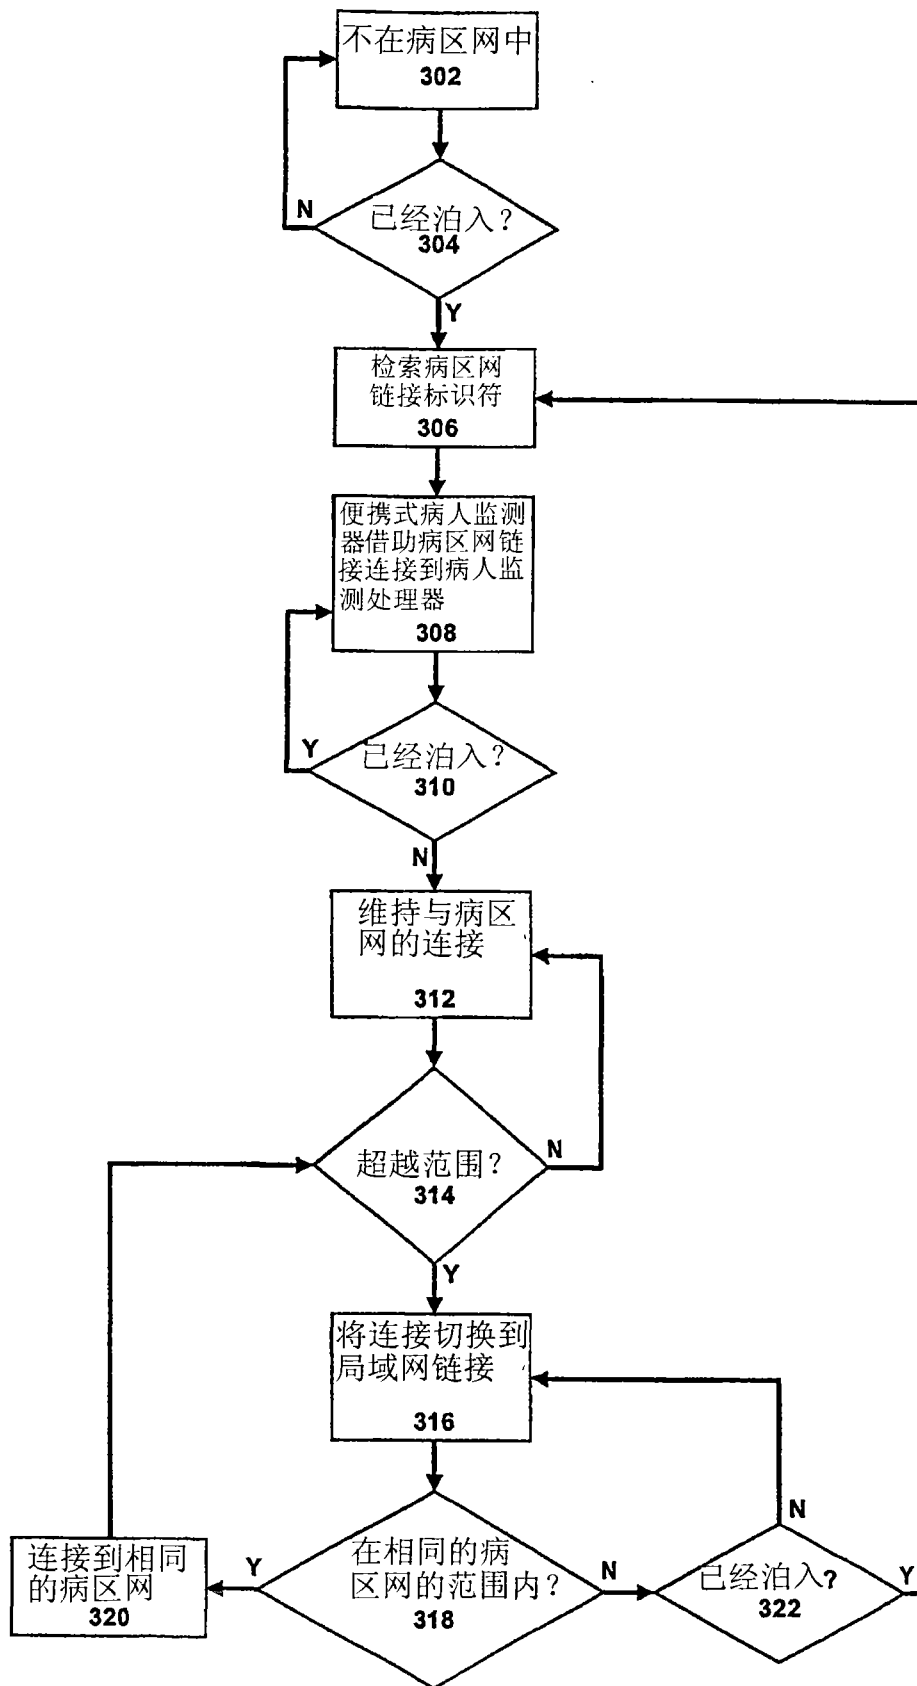 不在病区网中
302
已经泊入?
304
N
Y
检索病区网
链接标识符
306
便携式病人监测
器借助病区网链
接连接到病人监
测处理器
308
已经泊入?
310
Y
N
维持与病区
网的连接
312
超越范围?
314
N
Y
将连接切换到
局域网链接
316
在相同的病
区网的范围内?
318
Y
N
连接到相同
的病区网
320
已经泊入?
322
N
Y